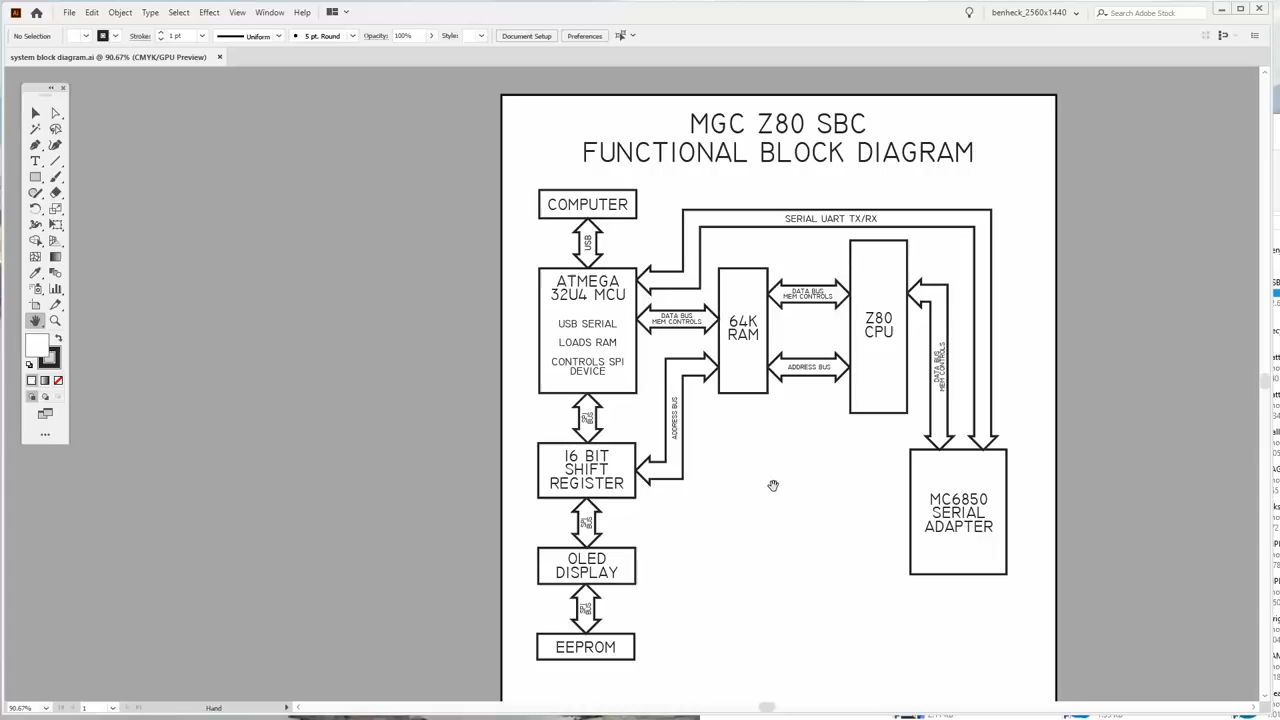 Ai File Edit Object Type Select Effect View Window Help benheck_2560x1440 Search Adobe Stock
No Selection Stroke: 1 pt Uniform 5 pt. Round Opacity: 100% Style: Document Setup Preferences
system block diagram.ai @ 90.67% (CMYK/GPU Preview)
MGC Z80 SBC
FUNCTIONAL BLOCK DIAGRAM
COMPUTER
SERIAL UART TX/RX
USB
ATMEGA
32U4 MCU
USB SERIAL
LOADS RAM
CONTROLS SPI
DEVICE
DATA BUS
MEM CONTROLS
64K
RAM
DATA BUS
MEM CONTROLS
ADDRESS BUS
Z80
CPU
DATA BUS
MEM CONTROLS
SPI
BUS
ADDRESS BUS
16 BIT
SHIFT
REGISTER
MC6850
SERIAL
ADAPTER
SPI
BUS
OLED
DISPLAY
SPI
BUS
EEPROM
90.67% 1 Hand